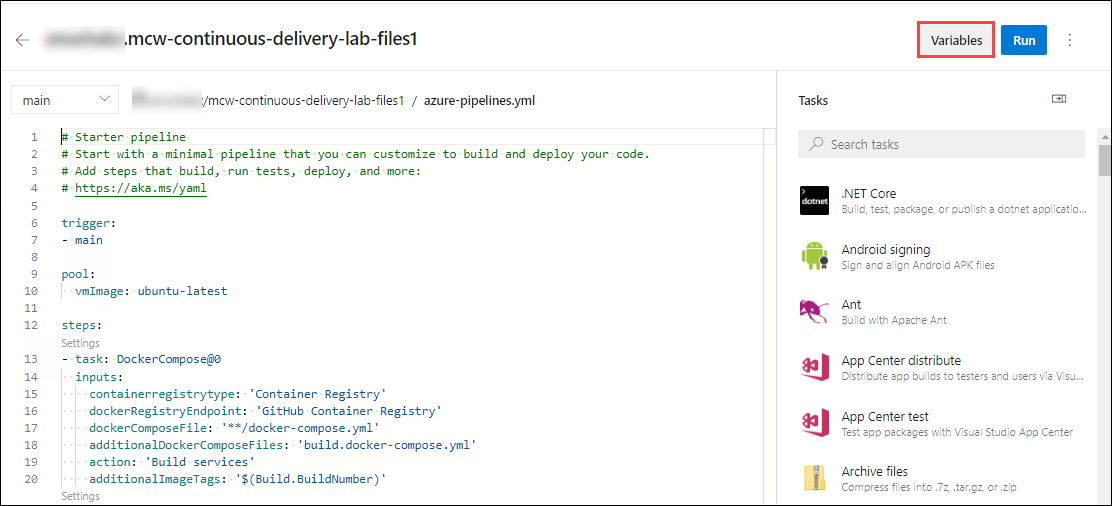 .mcw-continuous-delivery-lab-files1
Variables
Run
main
:/mcw-continuous-delivery-lab-files1 / azure-pipelines.yml
1 # Starter pipeline
2 # Start with a minimal pipeline that you can customize to build and deploy your code.
3 # Add steps that build, run tests, deploy, and more:
4 # https://aka.ms/yaml
5
6 trigger:
7 - main
8
9 pool:
10 vmImage: ubuntu-latest
11
12 steps:
Settings
13 - task: DockerCompose@0
14 inputs:
15 containerregistrytype: 'Container Registry'
16 dockerRegistryEndpoint: 'GitHub Container Registry'
17 dockerComposeFile: '**/docker-compose.yml'
18 additionalDockerComposeFiles: 'build.docker-compose.yml'
19 action: 'Build services'
20 additionalImageTags: '$(Build.BuildNumber)'
Settings
Tasks
Search tasks
dotnet
.NET Core
Build, test, package, or publish a dotnet applicatio...
Android signing
Sign and align Android APK files
Ant
Build with Apache Ant
App Center distribute
Distribute app builds to testers and users via Visu...
App Center test
Test app packages with Visual Studio App Center
Archive files
Compress files into .7z, .tar.gz, or .zip